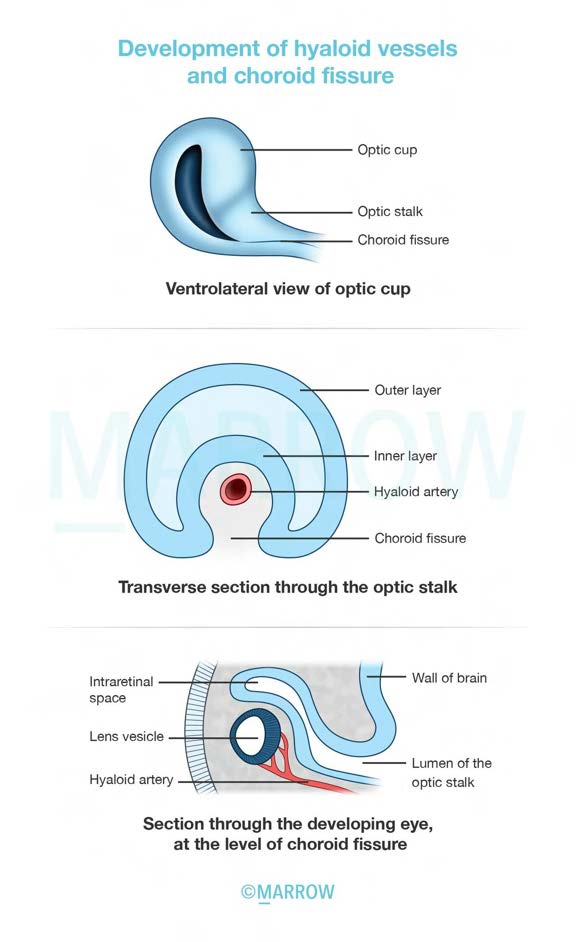 Development of hyaloid vessels
and choroid fissure
Optic cup
Optic stalk
Choroid fissure
Ventrolateral view of optic cup
Outer layer
Inner layer
Hyaloid artery
Choroid fissure
MARROW
Transverse section through the optic stalk
Intraretinal
space
Lens vesicle
Hyaloid artery
Wall of brain
Lumen of the
optic stalk
Section through the developing eye,
at the level of choroid fissure
©MARROW